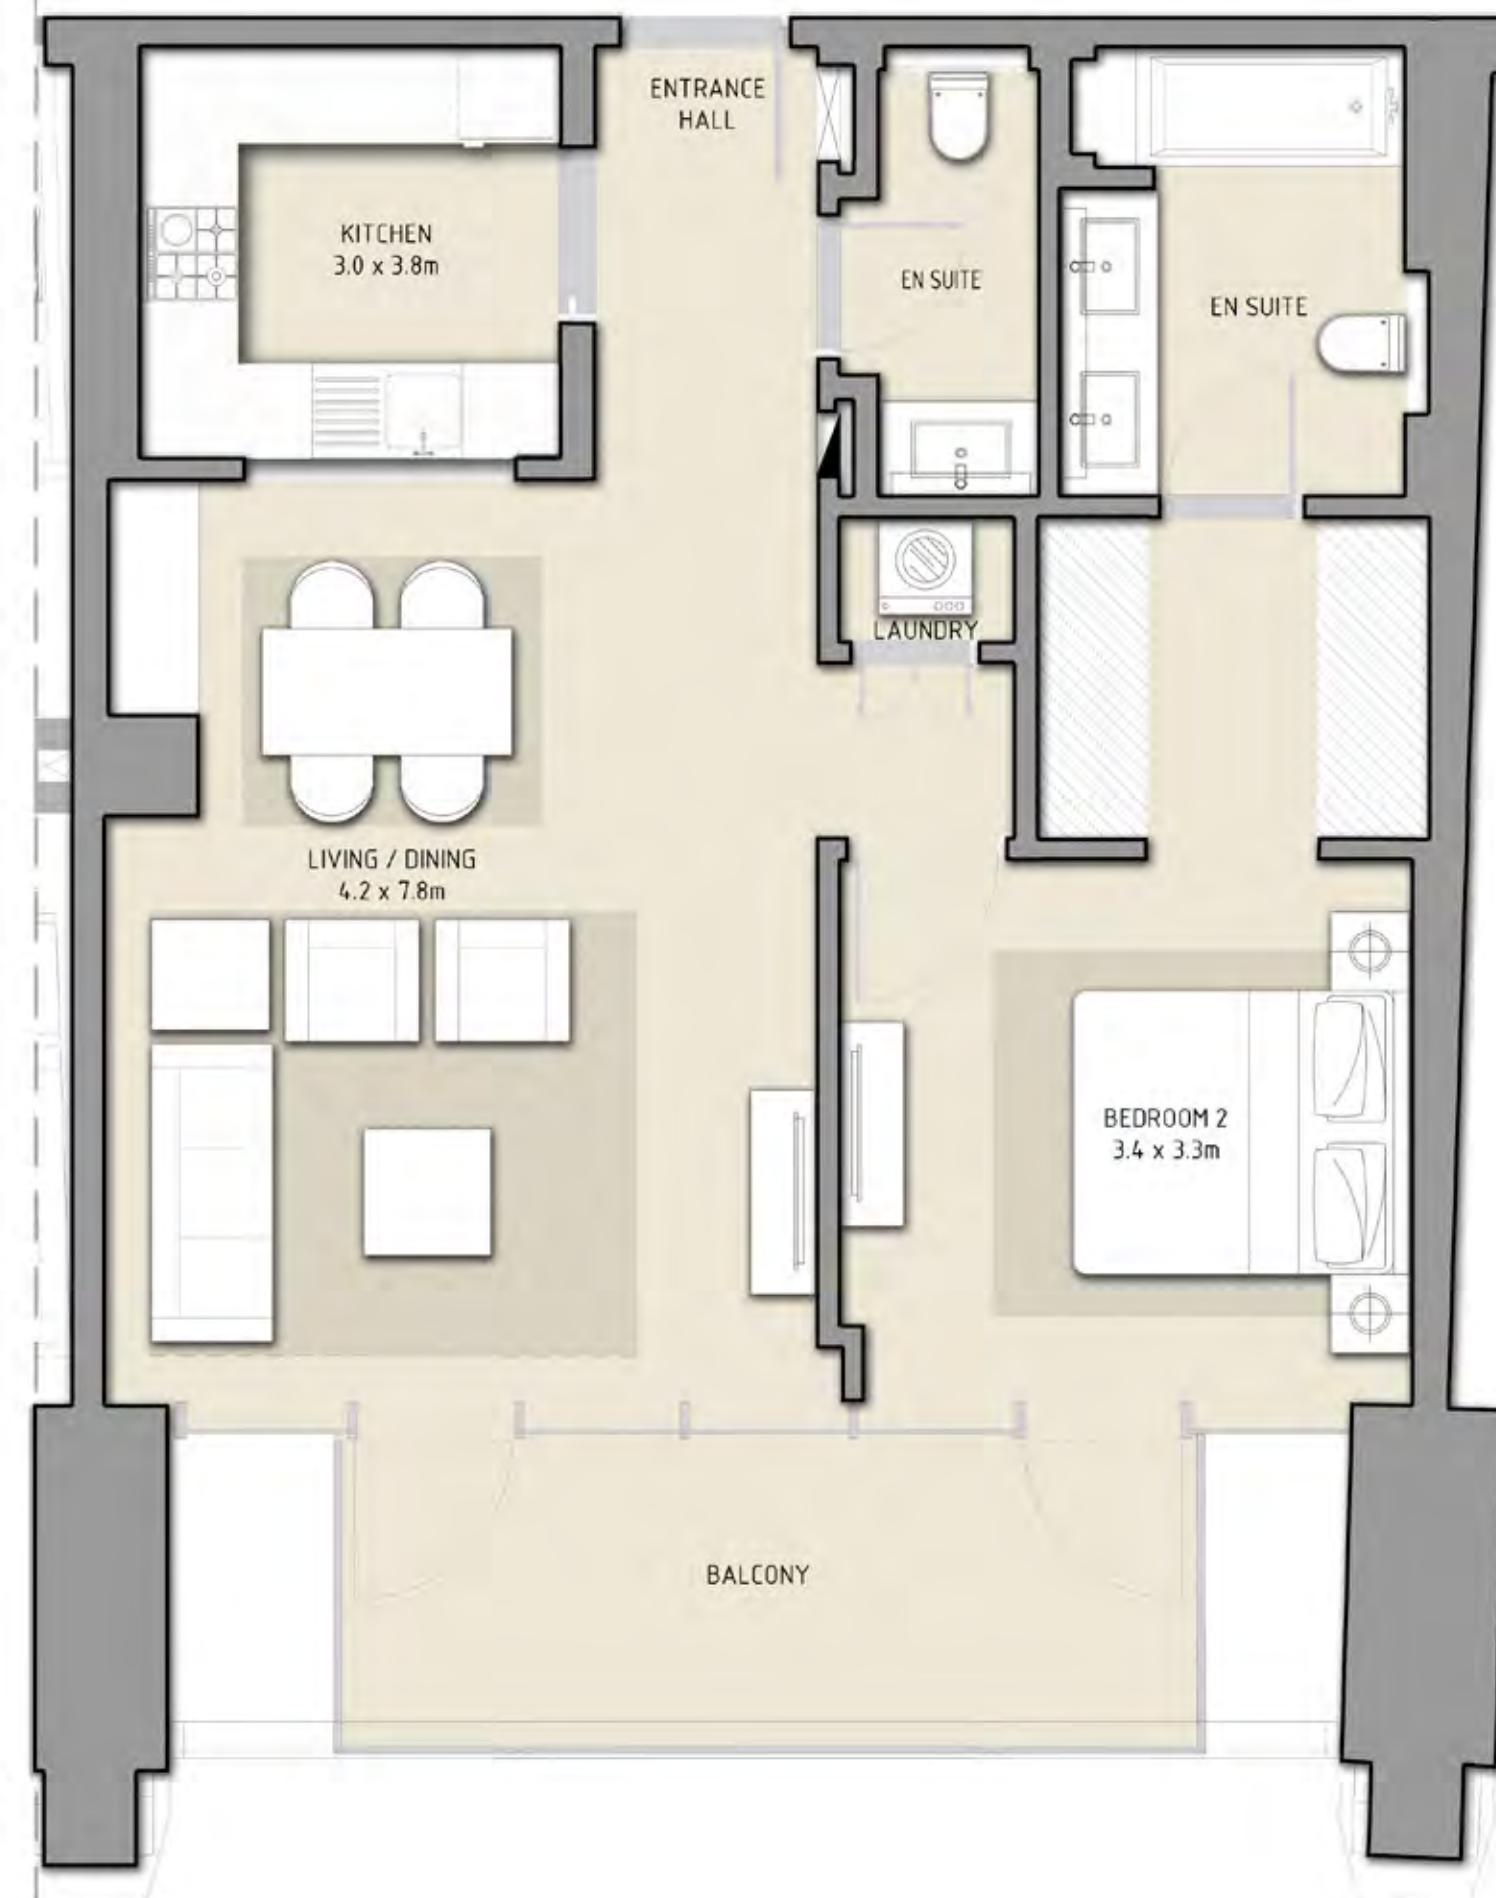 ENTRANCE
HALL
KITCHEN
3.0 x 3.8m
EN SUITE
EN SUITE
LAUNDRY
LIVING / DINING
4.2 x 7.8m
BEDROOM 2
3.4 x 3.3m
BALCONY